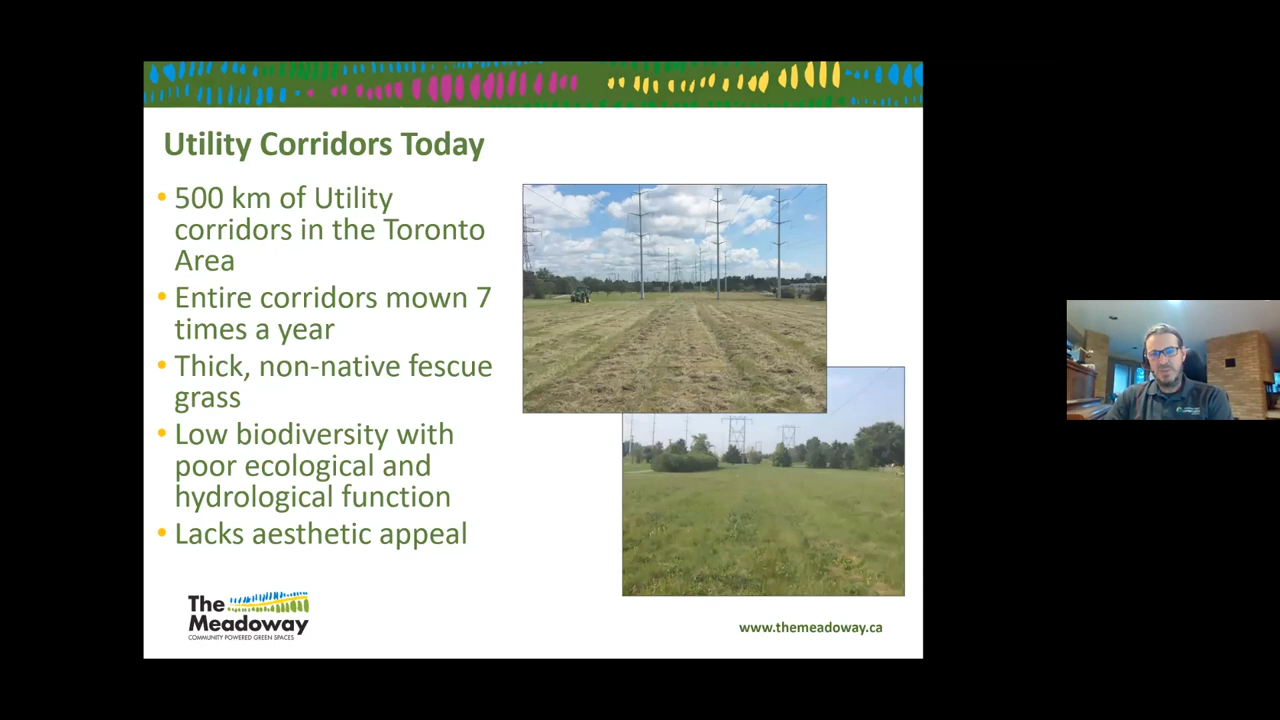 Utility Corridors Today
• 500 km of Utility
corridors in the Toronto
Area
• Entire corridors mown 7
times a year
• Thick, non-native fescue
grass
• Low biodiversity with
poor ecological and
hydrological function
• Lacks aesthetic appeal
The
Meadoway
COMMUNITY POWERED GREEN SPACES
www.themeadoway.ca